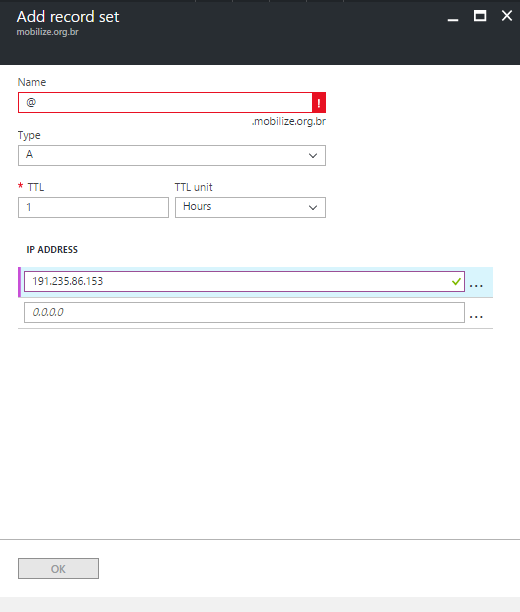 Add record set
mobilize.org.br
Name
@
!
.mobilize.org.br
Type
A
* TTL
TTL unit
1
Hours
IP ADDRESS
191.235.86.153
...
0.0.0.0
...
OK